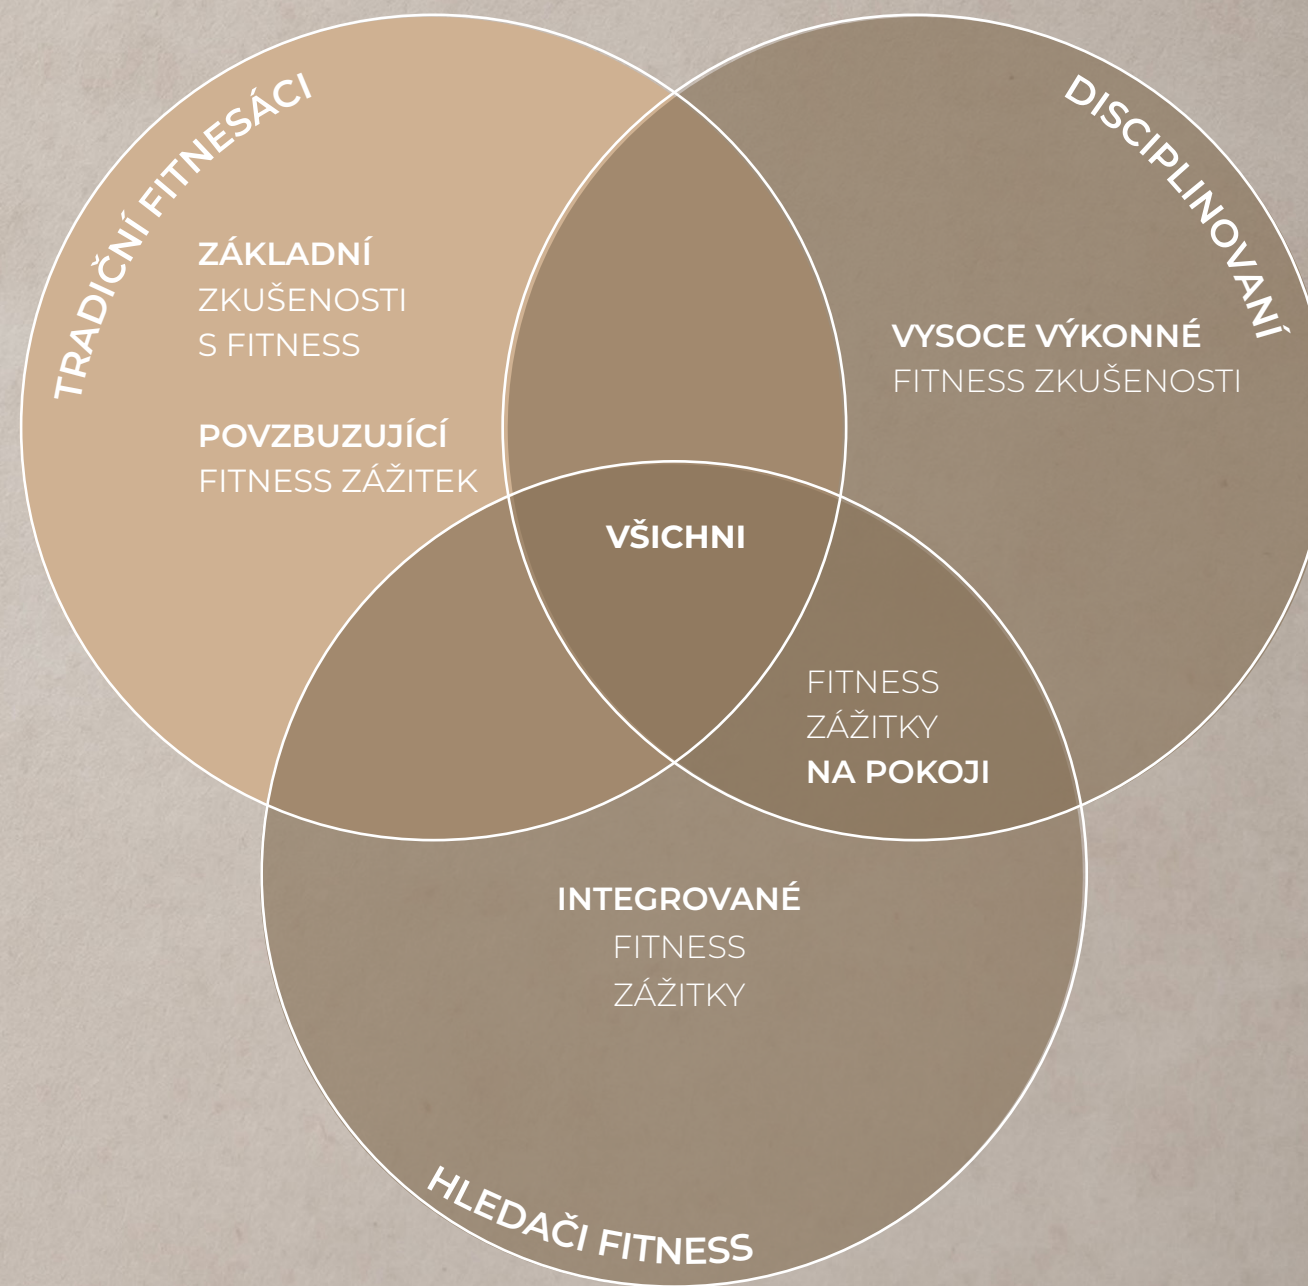 TRADIČNÍ FITNESÁCI
ZÁKLADNÍ
ZKUŠENOSTI
S FITNESS
POVZBUZUJÍCÍ
FITNESS ZÁŽITEK
DISCIPLINOVANÍ
VYSOCE VÝKONNÉ
FITNESS ZKUŠENOSTI
VŠICHNI
FITNESS
ZÁŽITKY
NA POKOJI
INTEGROVANÉ
FITNESS
ZÁŽITKY
HLEDAČI FITNESS